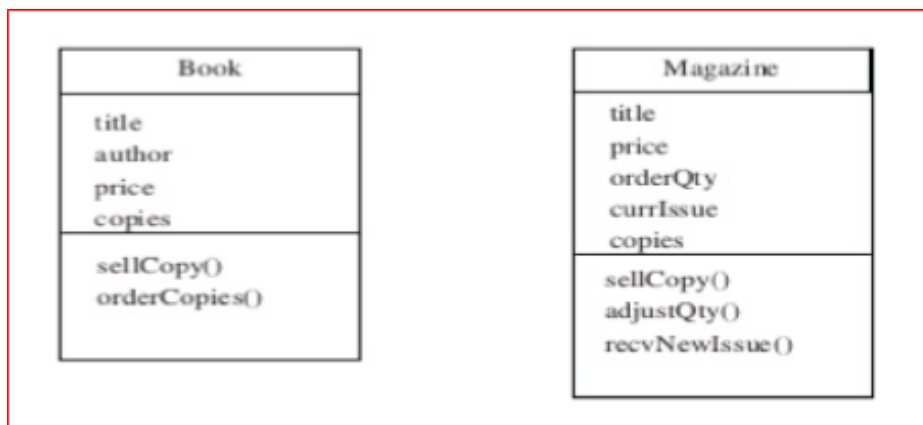 Book
title
author
price
copies
sellCopy()
orderCopies()
Magazine
title
price
orderQty
currIssue
copies
sellCopy()
adjustQty()
recvNewIssue()